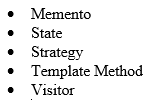 • Memento
• State
• Strategy
• Template Method
• Visitor